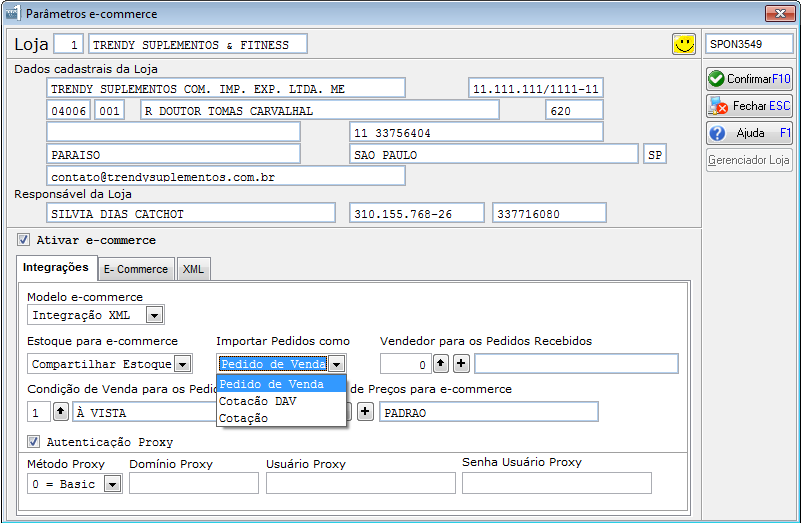 Parâmetros e-commerce
Loja 1 TRENDY SUPLEMENTOS & FITNESS SPON3549
Dados cadastrais da Loja
TRENDY SUPLEMENTOS COM. IMP. EXP. LTDA. ME 11.111.111/1111-11
04006 001 R DOUTOR TOMAS CARVALHAL 620
11 33756404
PARAISO SAO PAULO SP
contato@trendysuplementos.com.br
Responsável da Loja
SILVIA DIAS CATCHOT 310.155.768-26 337716080
Confirmar F10
Fechar ESC
Ajuda F1
Gerenciador Loja
Ativar e-commerce
Integrações E- Commerce XML
Modelo e-commerce
Integração XML
Estoque para e-commerce Importar Pedidos como Vendedor para os Pedidos Recebidos
Compartilhar Estoque Pedido de Venda 0
Pedido de Venda
Cotacão DAV
Cotação
Condição de Venda para os Pedi de Preços para e-commerce
1 À VISTA PADRAO
Autenticação Proxy
Método Proxy Domínio Proxy Usuário Proxy Senha Usuário Proxy
0 = Basic